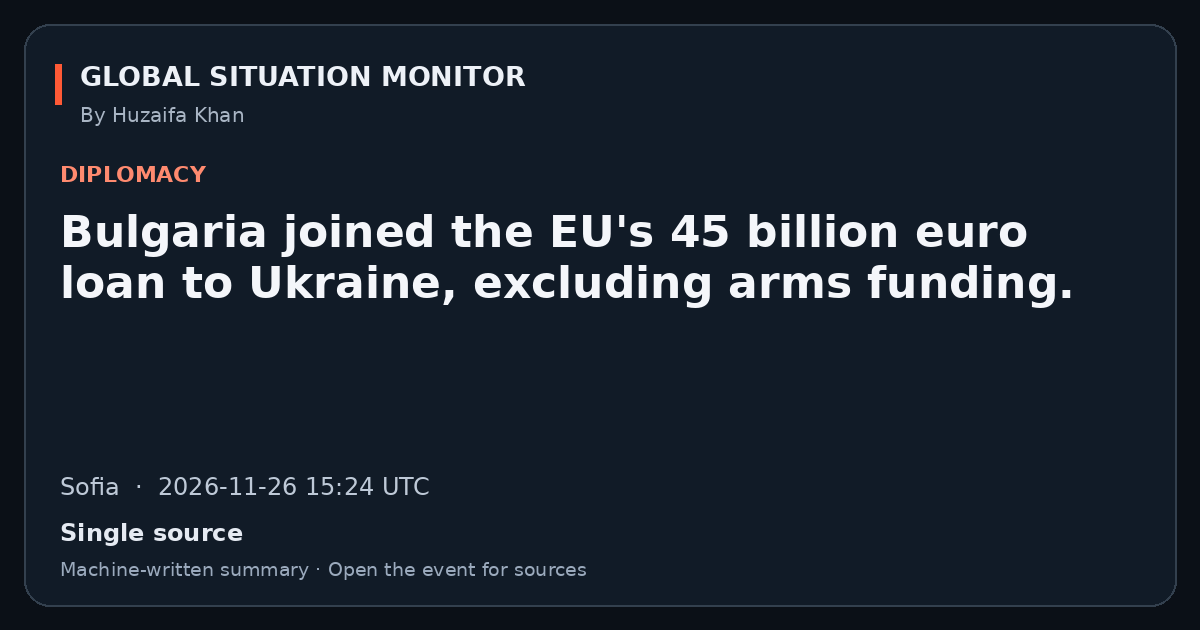 GLOBAL SITUATION MONITOR
By Huzaifa Khan
DIPLOMACY
Bulgaria joined the EU's 45 billion euro
loan to Ukraine, excluding arms funding.
Sofia · 2026-11-26 15:24 UTC
Single source
Machine-written summary · Open the event for sources